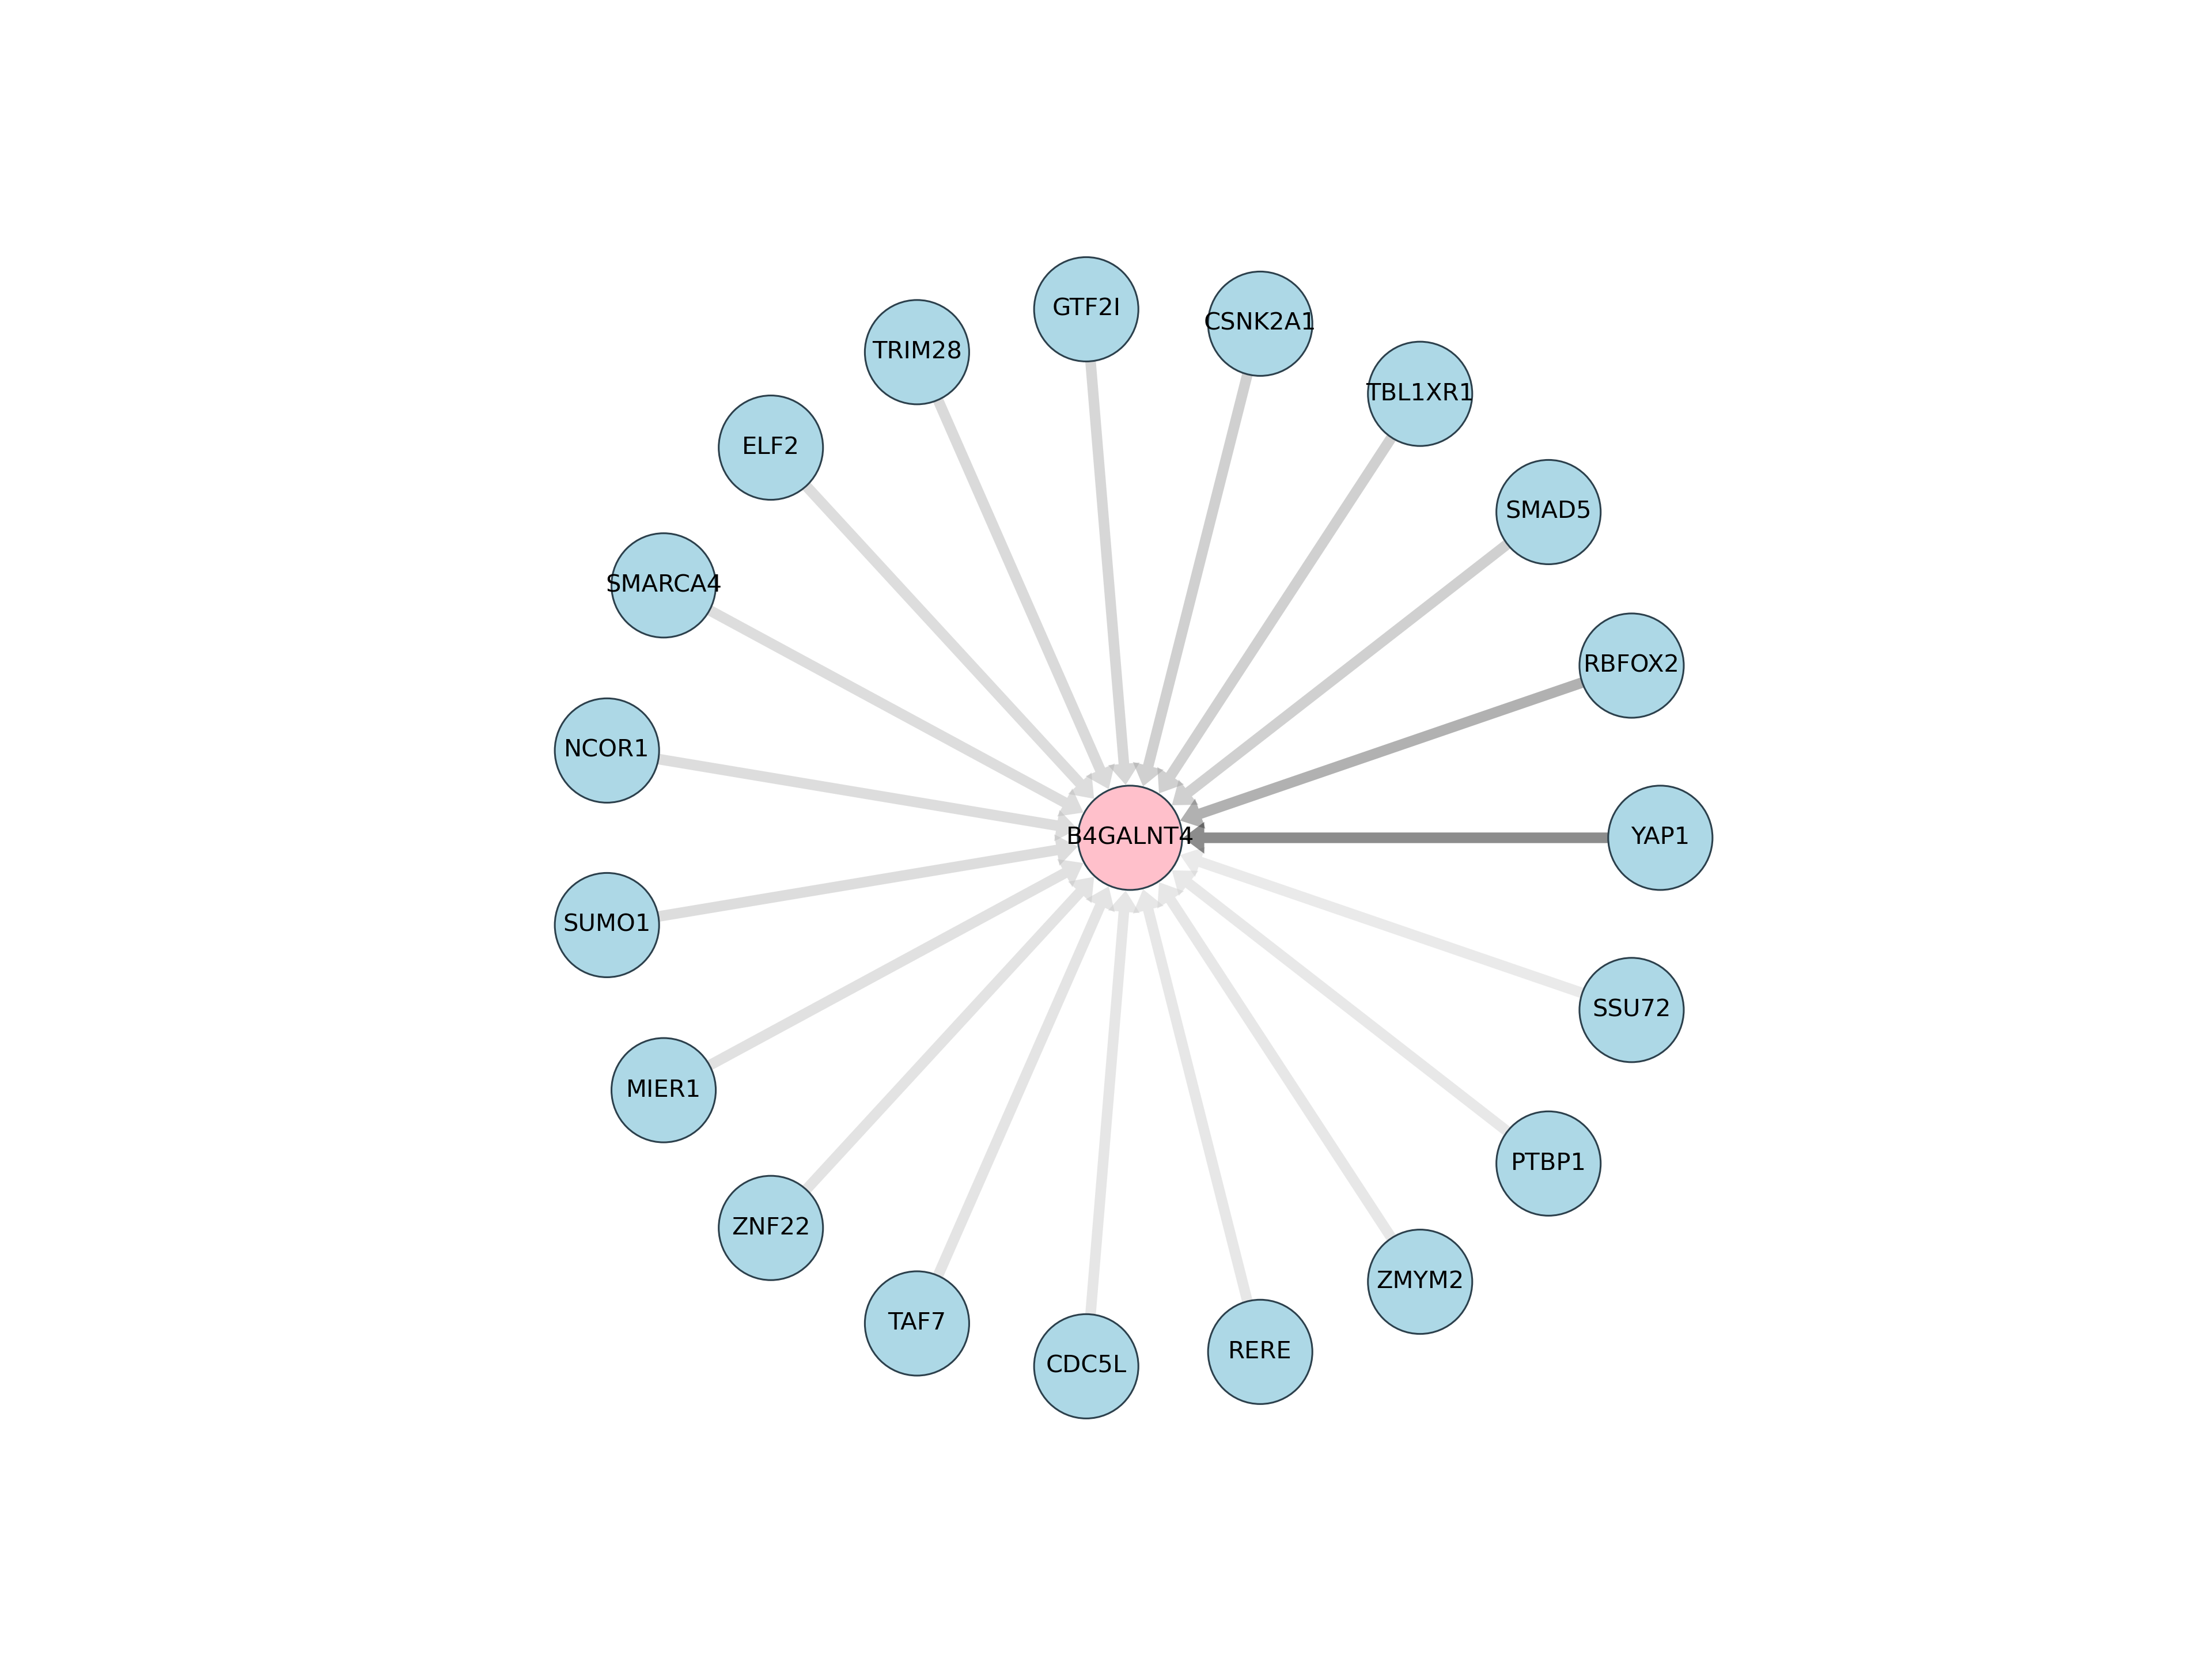 GTF2I
CSNK2A1
TRIM28
TBL1XR1
ELF2
SMAD5
SMARCA4
RBFOX2
NCOR1
B4GALNT4
YAP1
SUMO1
SSU72
MIER1
PTBP1
ZNF22
ZMYM2
TAF7
RERE
CDC5L